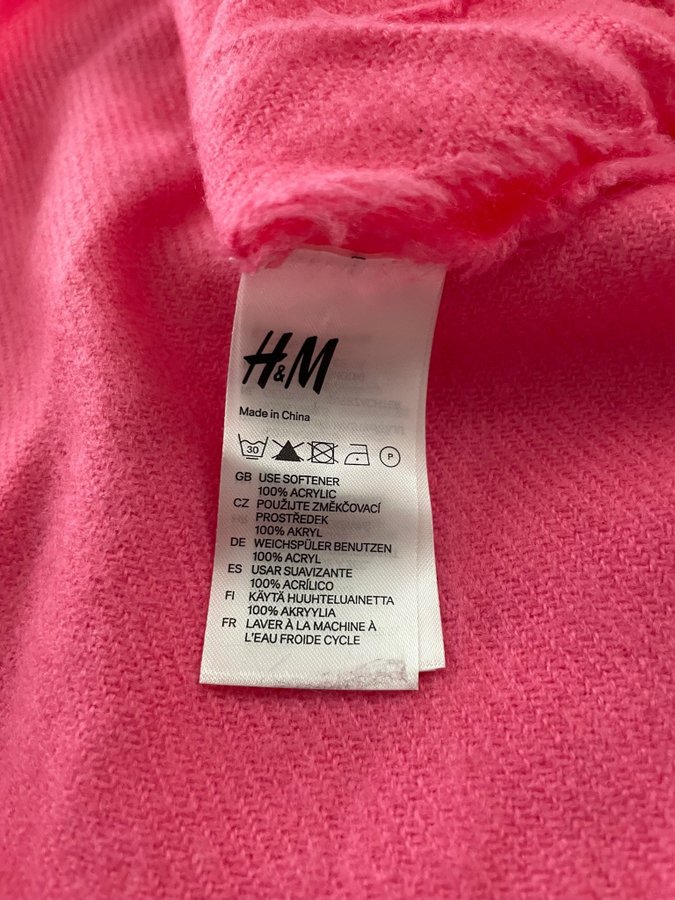 H&M
Made in China
30 P
GB USE SOFTENER
100% ACRYLIC
CZ POUŽIJTE ZMĚKČOVACÍ
PROSTŘEDEK
100% AKRYL
DE WEICHSPÜLER BENUTZEN
100% ACRYL
ES USAR SUAVIZANTE
100% ACRÍLICO
FI KÄYTÄ HUUHTELUAINETTA
100% AKRYYLIA
FR LAVER À LA MACHINE À
L'EAU FROIDE CYCLE